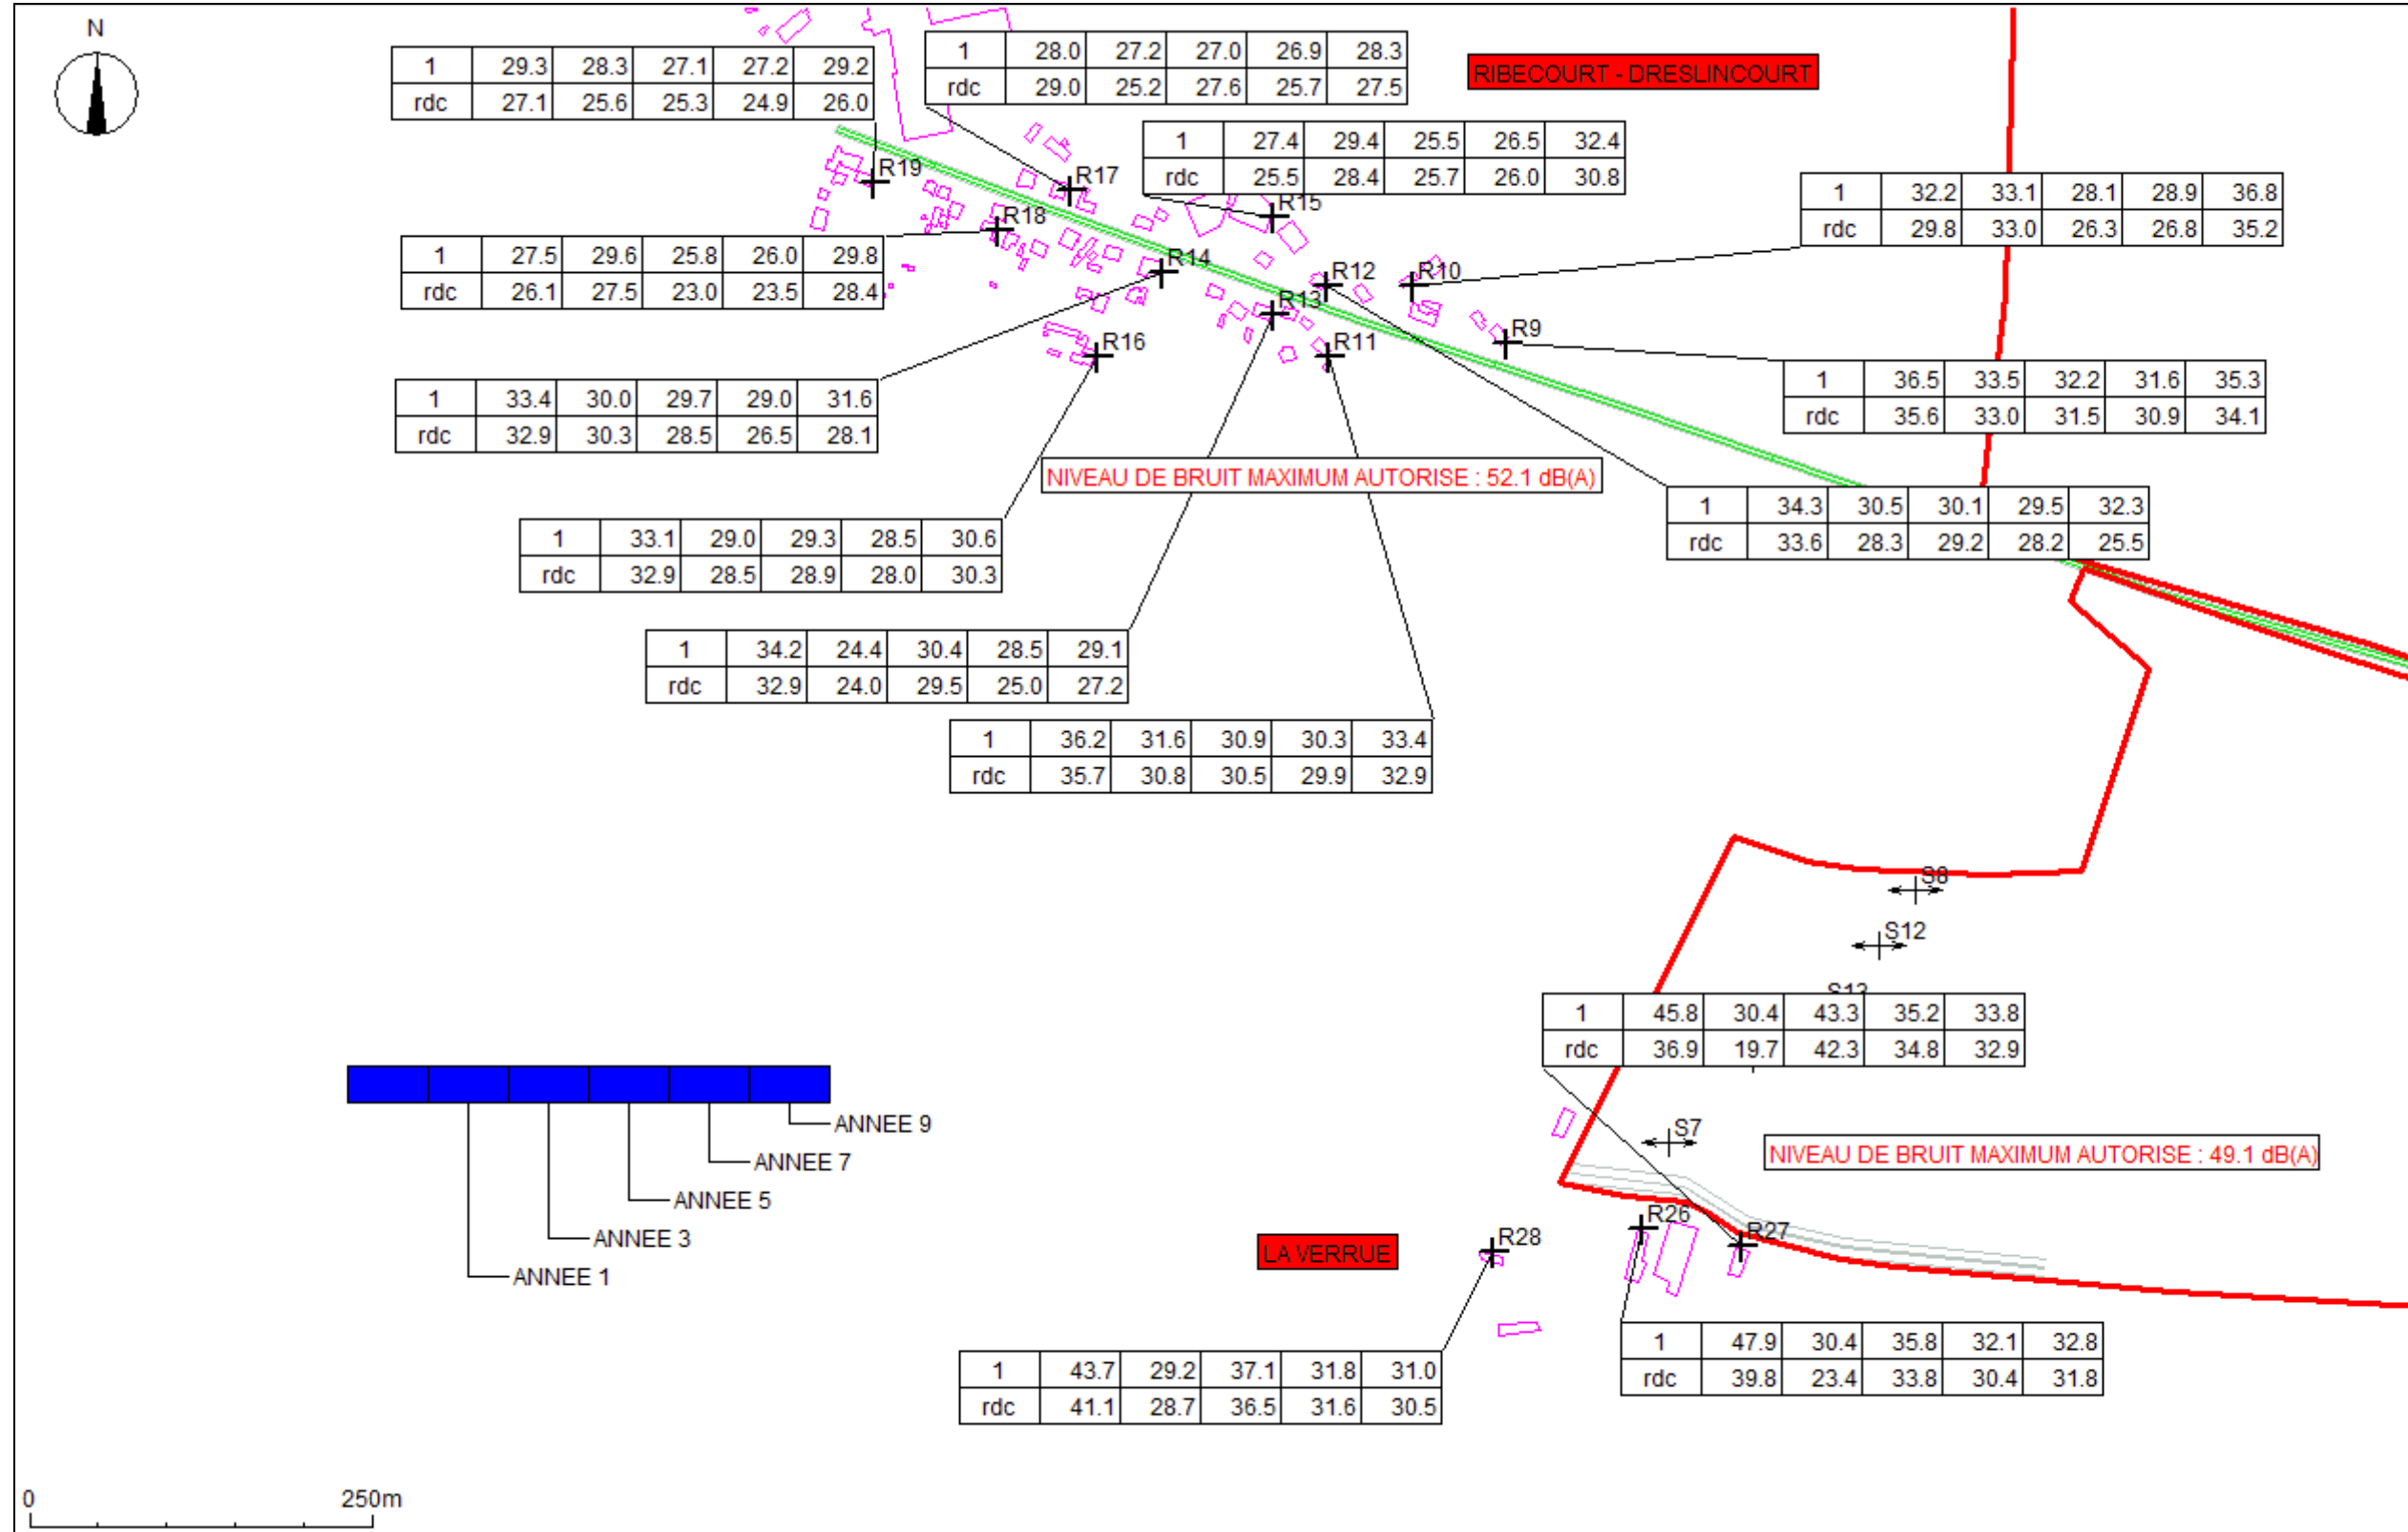 N
1 29.3 28.3 27.1 27.2 29.2
rdc 27.1 25.6 25.3 24.9 26.0
1 28.0 27.2 27.0 26.9 28.3
rdc 29.0 25.2 27.6 25.7 27.5
RIBECOURT - DRESLINCOURT
1 27.4 29.4 25.5 26.5 32.4
rdc 25.5 28.4 25.7 26.0 30.8
1 32.2 33.1 28.1 28.9 36.8
rdc 29.8 33.0 26.3 26.8 35.2
R19
R17
R15
R18
1 27.5 29.6 25.8 26.0 29.8
rdc 26.1 27.5 23.0 23.5 28.4
R14
R12
R10
R13
R9
R16
R11
1 36.5 33.5 32.2 31.6 35.3
rdc 35.6 33.0 31.5 30.9 34.1
1 33.4 30.0 29.7 29.0 31.6
rdc 32.9 30.3 28.5 26.5 28.1
NIVEAU DE BRUIT MAXIMUM AUTORISE : 52.1 dB(A)
1 34.3 30.5 30.1 29.5 32.3
rdc 33.6 28.3 29.2 28.2 25.5
1 33.1 29.0 29.3 28.5 30.6
rdc 32.9 28.5 28.9 28.0 30.3
1 34.2 24.4 30.4 28.5 29.1
rdc 32.9 24.0 29.5 25.0 27.2
1 36.2 31.6 30.9 30.3 33.4
rdc 35.7 30.8 30.5 29.9 32.9
S8
S12
S13
1 45.8 30.4 43.3 35.2 33.8
rdc 36.9 19.7 42.3 34.8 32.9
ANNEE 9
ANNEE 7
ANNEE 5
ANNEE 3
ANNEE 1
S7
NIVEAU DE BRUIT MAXIMUM AUTORISE : 49.1 dB(A)
R26
R27
R28
LA VERRUE
1 47.9 30.4 35.8 32.1 32.8
rdc 39.8 23.4 33.8 30.4 31.8
1 43.7 29.2 37.1 31.8 31.0
rdc 41.1 28.7 36.5 31.6 30.5
0 250m